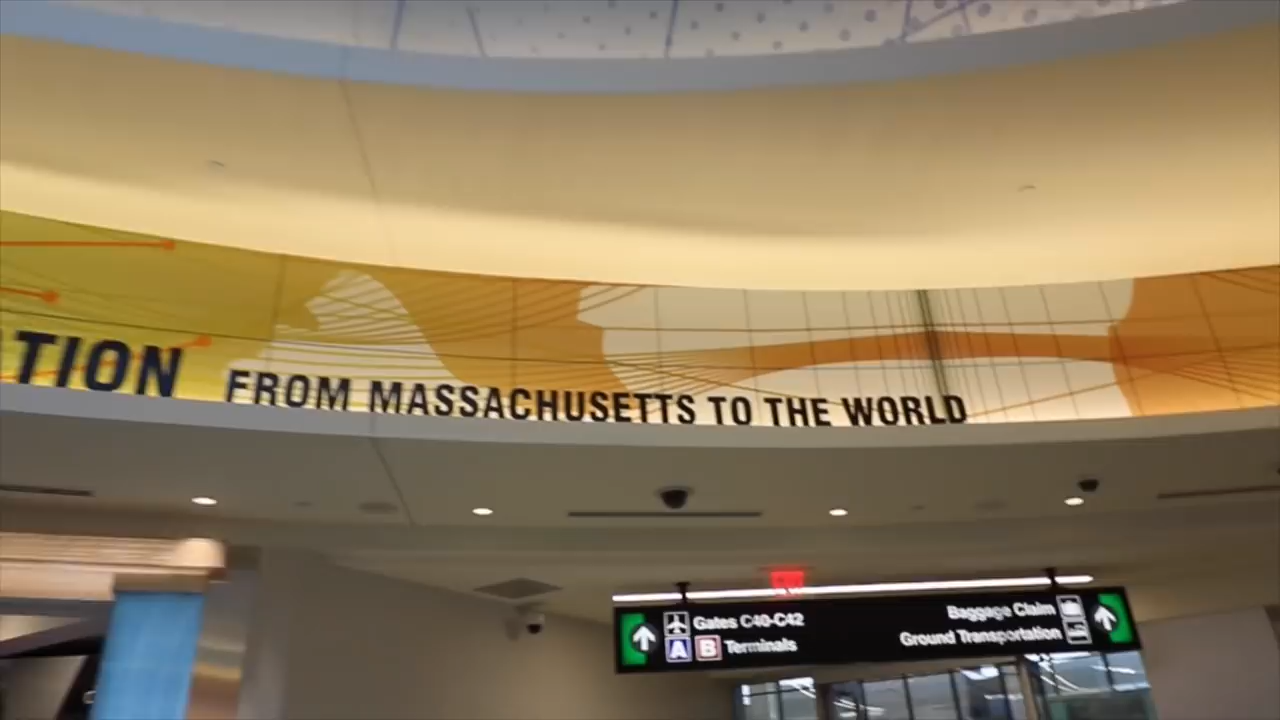 TION FROM MASSACHUSETTS TO THE WORLD
Gates C40-C42
A B Terminals
Baggage Claim
Ground Transportation